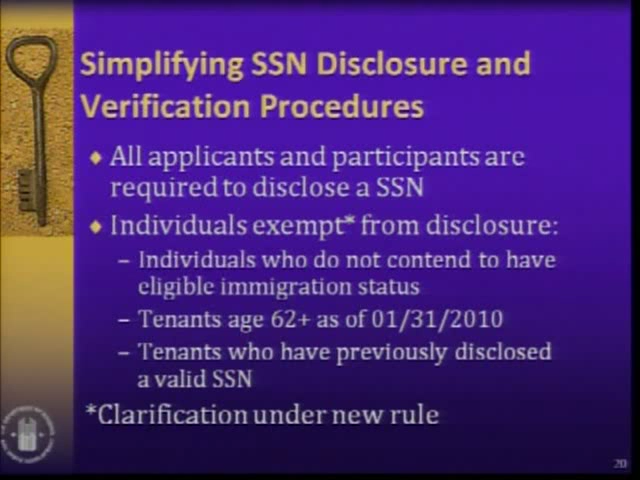 Simplifying SSN Disclosure and
Verification Procedures
♦ All applicants and participants are
required to disclose a SSN
♦ Individuals exempt* from disclosure:
– Individuals who do not contend to have
eligible immigration status
– Tenants age 62+ as of 01/31/2010
– Tenants who have previously disclosed
a valid SSN
*Clarification under new rule
20